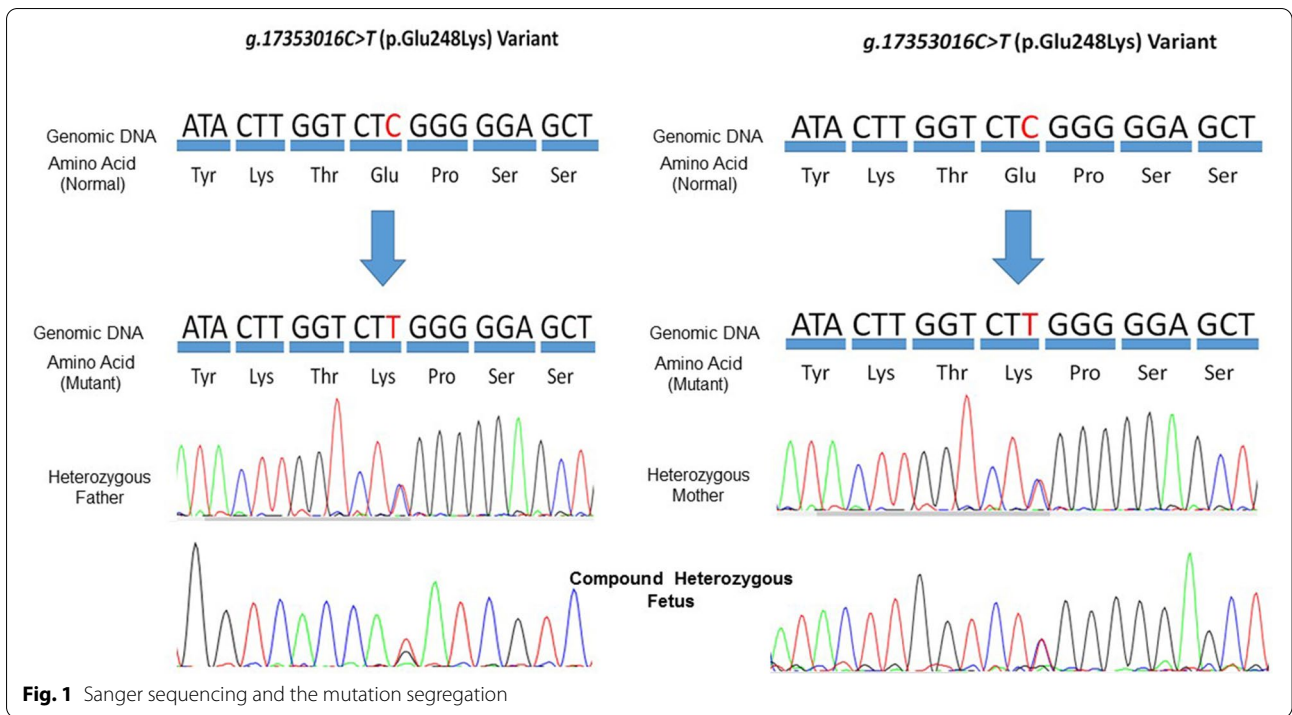 g.17353016C>T (p.Glu248Lys) Variant
Genomic DNA ATA CTT GGT CTC GGG GGA GCT
Amino Acid
(Normal) Tyr Lys Thr Glu Pro Ser Ser
Genomic DNA ATA CTT GGT CTT GGG GGA GCT
Amino Acid
(Mutant) Tyr Lys Thr Lys Pro Ser Ser
Heterozygous
Father
g.17353016C>T (p.Glu248Lys) Variant
Genomic DNA ATA CTT GGT CTC GGG GGA GCT
Amino Acid
(Normal) Tyr Lys Thr Glu Pro Ser Ser
Genomic DNA ATA CTT GGT CTT GGG GGA GCT
Amino Acid
(Mutant) Tyr Lys Thr Lys Pro Ser Ser
Heterozygous
Mother
Compound Heterozygous
Fetus
Fig. 1 Sanger sequencing and the mutation segregation